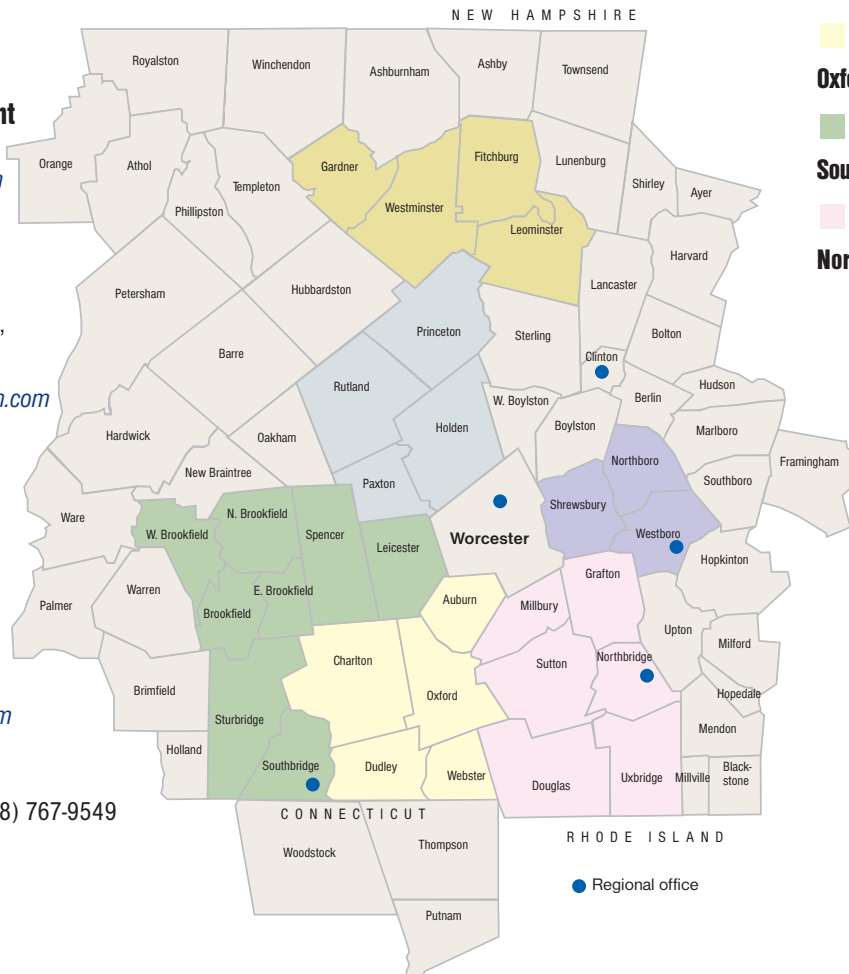 NEW HAMPSHIRE
Royalston
Winchendon
Ashburnham
Ashby
Townsend
Oxfo
nt
Orange
Athol
Phillipston
Templeton
Gardner
Westminster
Fitchburg
Leominster
Lunenburg
Shirley
Ayer
Sou
n
Nor
Harvard
Lancaster
Petersham
Hubbardston
Princeton
Sterling
Bolton
,
Clinton
Barre
Rutland
Holden
W. Boylston
Boylston
Berlin
Hudson
n.com
Hardwick
Oakham
New Braintree
Paxton
Northboro
Marlboro
Southboro
Framingham
Ware
W. Brookfield
N. Brookfield
Spencer
Leicester
Worcester
Shrewsbury
Westboro
Hopkinton
Palmer
Warren
Brookfield
E. Brookfield
Auburn
Millbury
Grafton
Upton
Milford
Brimfield
Charlton
Oxford
Sutton
Northbridge
Hopedale
m
Sturbridge
Mendon
Holland
Southbridge
Dudley
Webster
Douglas
Uxbridge
Millville
Black-
stone
8) 767-9549
CONNECTICUT
RHODE ISLAND
Woodstock
Thompson
Regional office
Putnam